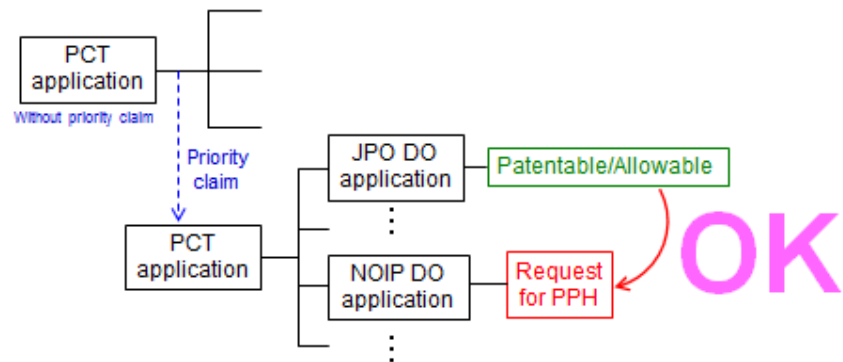 PCT
application
Without priority claim
Priority
claim
PCT
application
JPO DO
application
Patentable/Allowable
NOIP DO
application
Request
for PPH
OK